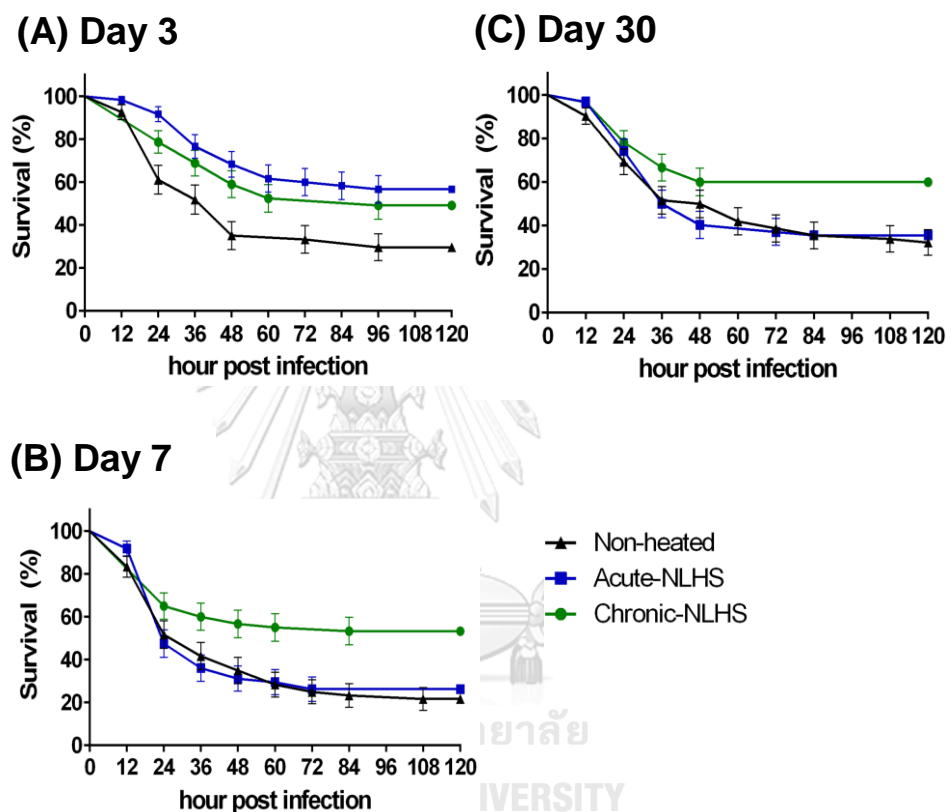 (A) Day 3
Survival (%)
100
80
60
40
20
0
0 12 24 36 48 60 72 84 96 108 120
hour post infection
(C) Day 30
Survival (%)
100
80
60
40
20
0
0 12 24 36 48 60 72 84 96 108 120
hour post infection
(B) Day 7
Survival (%)
100
80
60
40
20
0
0 12 24 36 48 60 72 84 96 108 120
hour post infection
Non-heated
Acute-NLHS
Chronic-NLHS
ยาลัย
IVERSITY